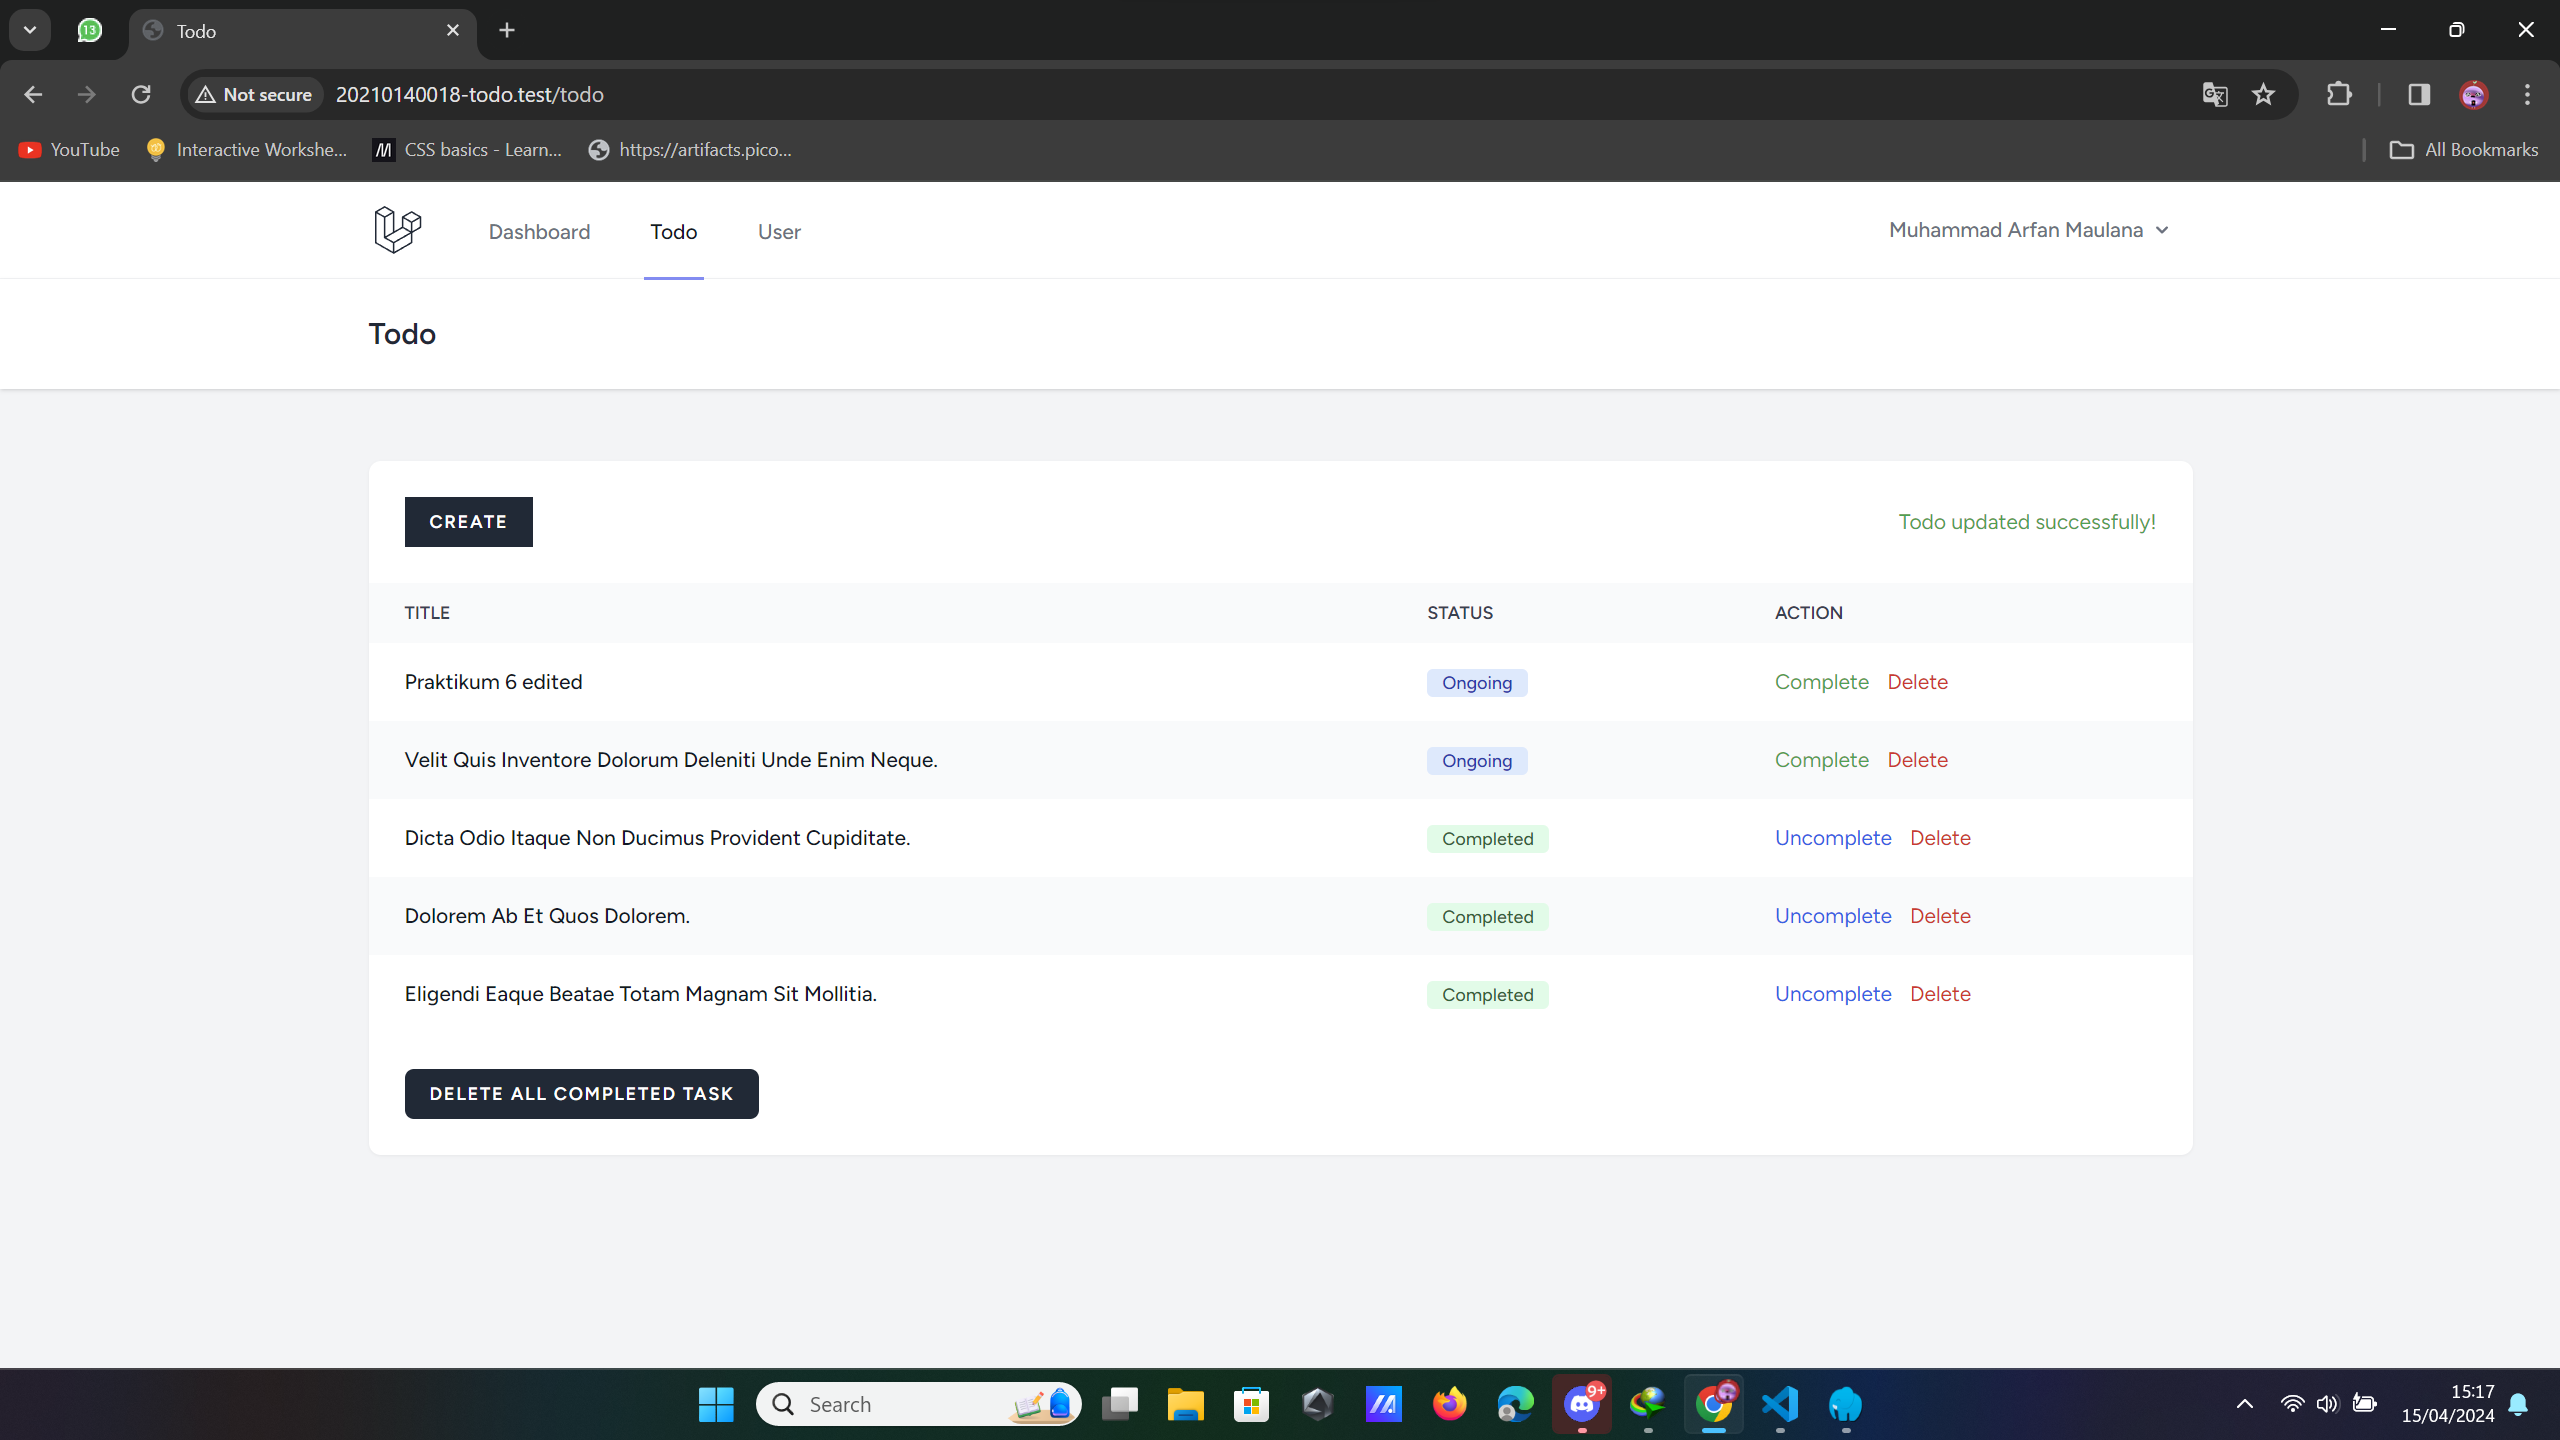 13
Todo
Not secure
20210140018-todo.test/todo
YouTube
Interactive Workshe...
CSS basics - Learn...
https://artifacts.pico...
All Bookmarks
Dashboard
Todo
User
Muhammad Arfan Maulana
Todo
CREATE
Todo updated successfully!
TITLE STATUS ACTION
Praktikum 6 edited Ongoing Complete Delete
Velit Quis Inventore Dolorum Deleniti Unde Enim Neque. Ongoing Complete Delete
Dicta Odio Itaque Non Ducimus Provident Cupiditate. Completed Uncomplete Delete
Dolorem Ab Et Quos Dolorem. Completed Uncomplete Delete
Eligendi Eaque Beatae Totam Magnam Sit Mollitia. Completed Uncomplete Delete
DELETE ALL COMPLETED TASK
Search
9+
15:17
15/04/2024